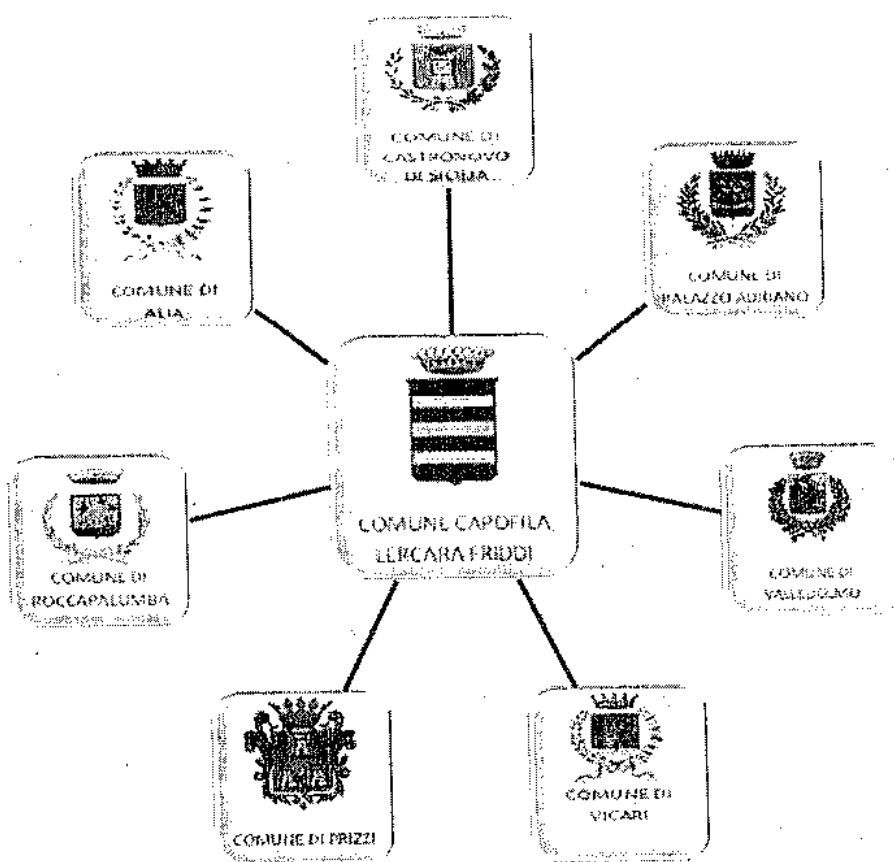 COMUNE DI
CASTRONOVO
DI SICILIA
COMUNE DI
ALIA
COMUNE DI
PALAZZO ADRIANO
COMUNE CAPOFILA
LERCARA FRIDDI
COMUNE DI
ROCCAPALUMBA
COMUNE DI
VALLEDOLMO
COMUNE DI PRIZZI
COMUNE DI
VICARI